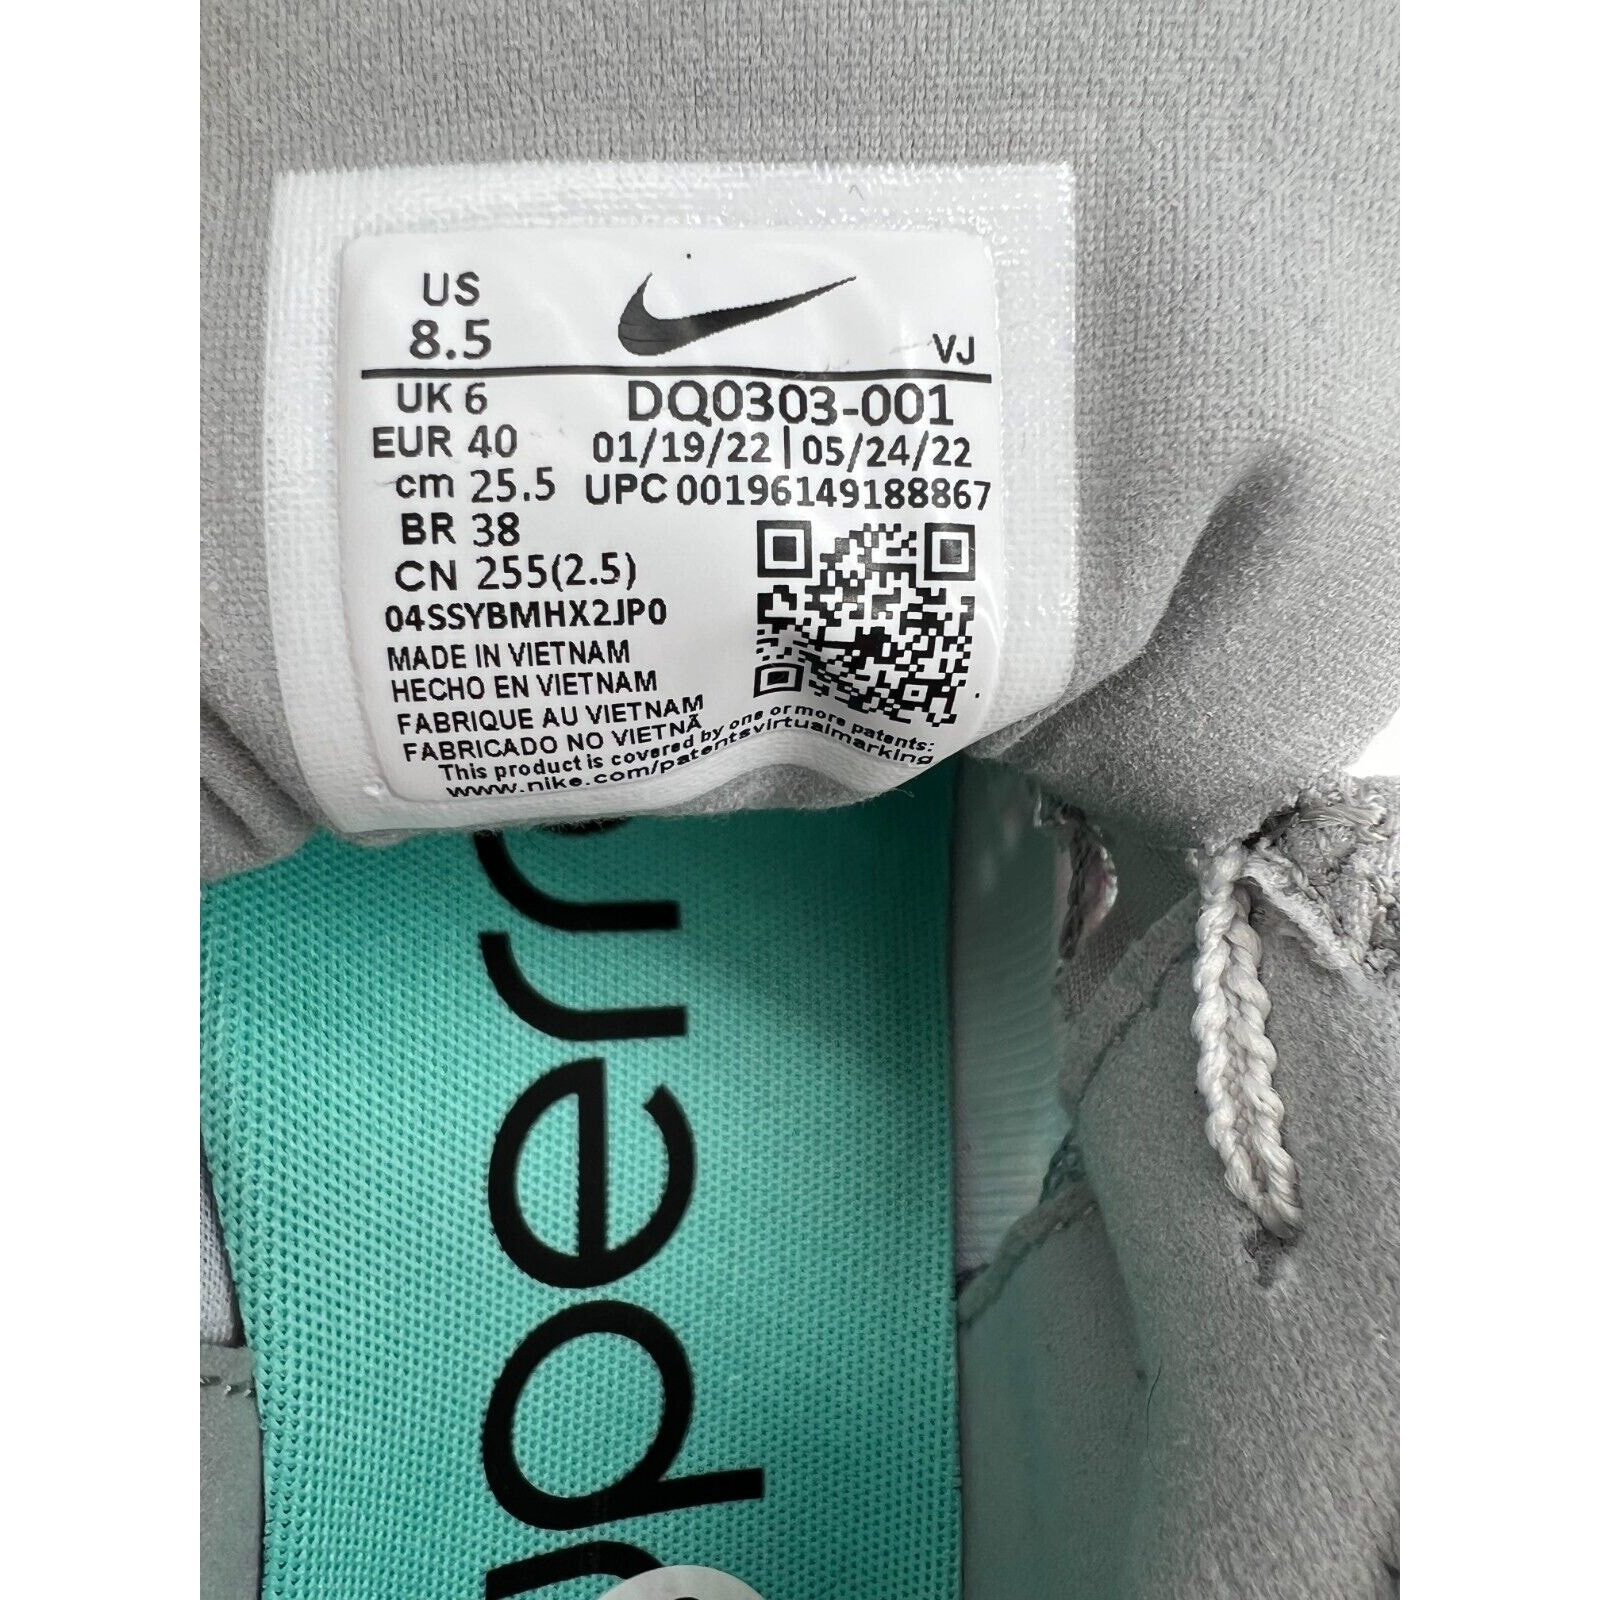 US
8.5
VJ
UK 6
DQ0303-001
EUR 40
01/19/22 | 05/24/22
cm 25.5
UPC 00196149188867
BR 38
CN 255(2.5)
04SSYBMHX2JP0
MADE IN VIETNAM
HECHO EN VIETNAM
FABRIQUE AU VIETNAM
FABRICADO NO VIETNÃ
This product is covered by one or more patents:
www.nike.com/patentsvirtualmarking